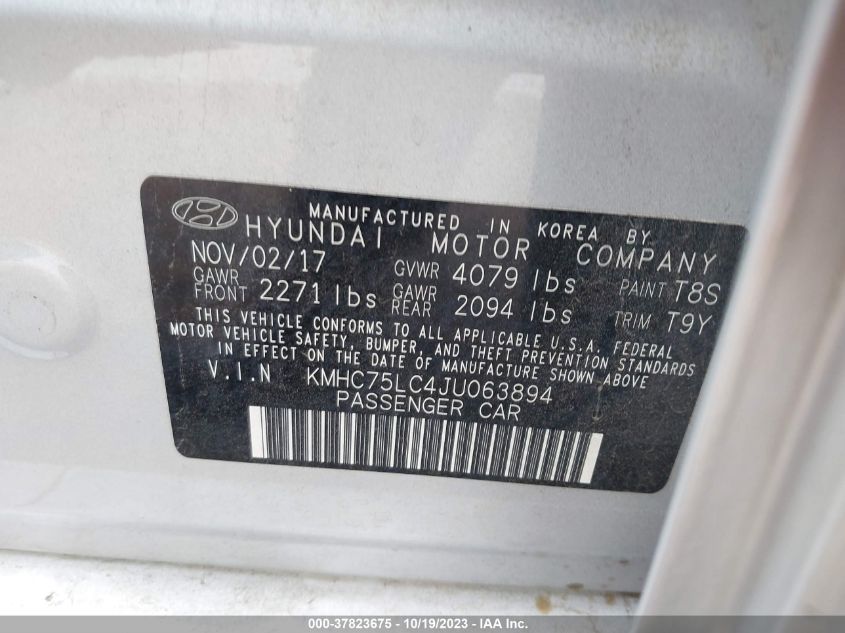 MANUFACTURED IN KOREA BY
HYUNDAI MOTOR COMPANY
NOV/02/17 GVWR 4079 lbs PAINT T8S
GAWR FRONT 2271 lbs GAWR REAR 2094 lbs TRIM T9Y
THIS VEHICLE CONFORMS TO ALL APPLICABLE U.S.A. FEDERAL
MOTOR VEHICLE SAFETY, BUMPER, AND THEFT PREVENTION STANDARDS
IN EFFECT ON THE DATE OF MANUFACTURE SHOWN ABOVE.
V.I.N KMHC75LC4JU063894
PASSENGER CAR
000-37823675 - 10/19/2023 - IAA Inc.